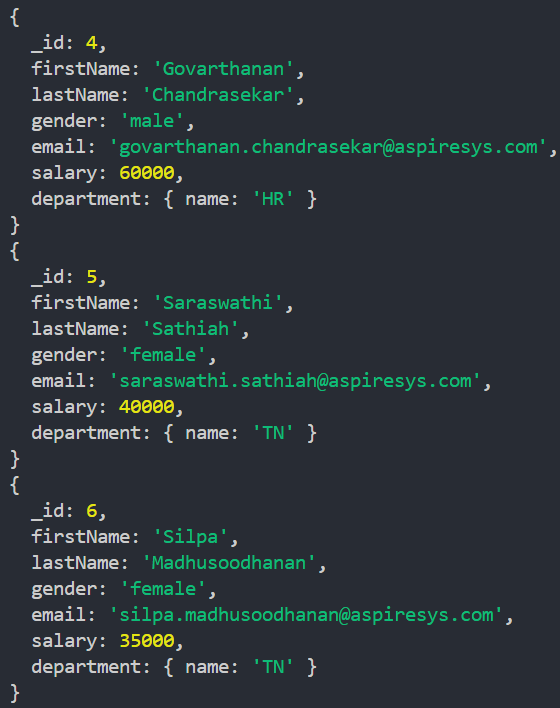 {
  _id: 4,
  firstName: 'Govarthanan',
  lastName: 'Chandrasekar',
  gender: 'male',
  email: 'govarthanan.chandrasekar@aspiresys.com',
  salary: 60000,
  department: { name: 'HR' }
}
{
  _id: 5,
  firstName: 'Saraswathi',
  lastName: 'Sathiah',
  gender: 'female',
  email: 'saraswathi.sathiah@aspiresys.com',
  salary: 40000,
  department: { name: 'TN' }
}
{
  _id: 6,
  firstName: 'Silpa',
  lastName: 'Madhusoodhanan',
  gender: 'female',
  email: 'silpa.madhusoodhanan@aspiresys.com',
  salary: 35000,
  department: { name: 'TN' }
}